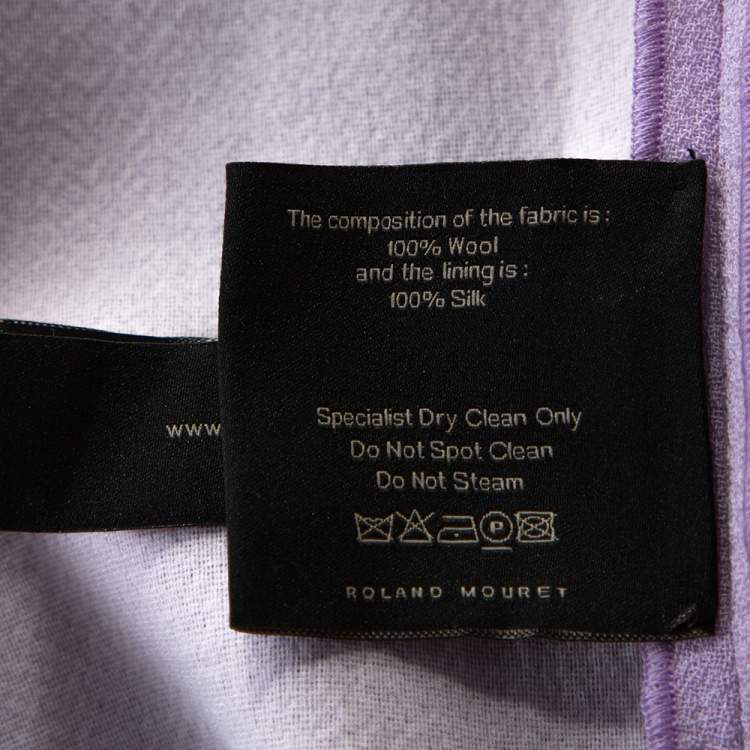 The composition of the fabric is:
100% Wool
and the lining is:
100% Silk
www
Specialist Dry Clean Only
Do Not Spot Clean
Do Not Steam
P
ROLAND MOURET